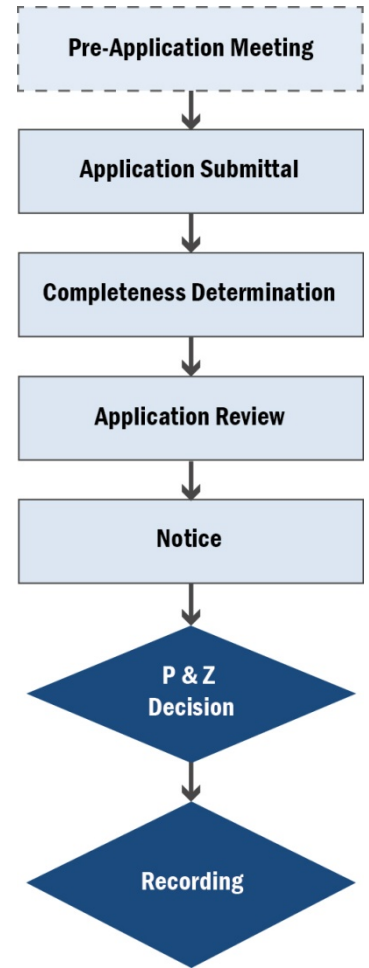 Pre-Application Meeting
Application Submittal
Completeness Determination
Application Review
Notice
P & Z
Decision
Recording